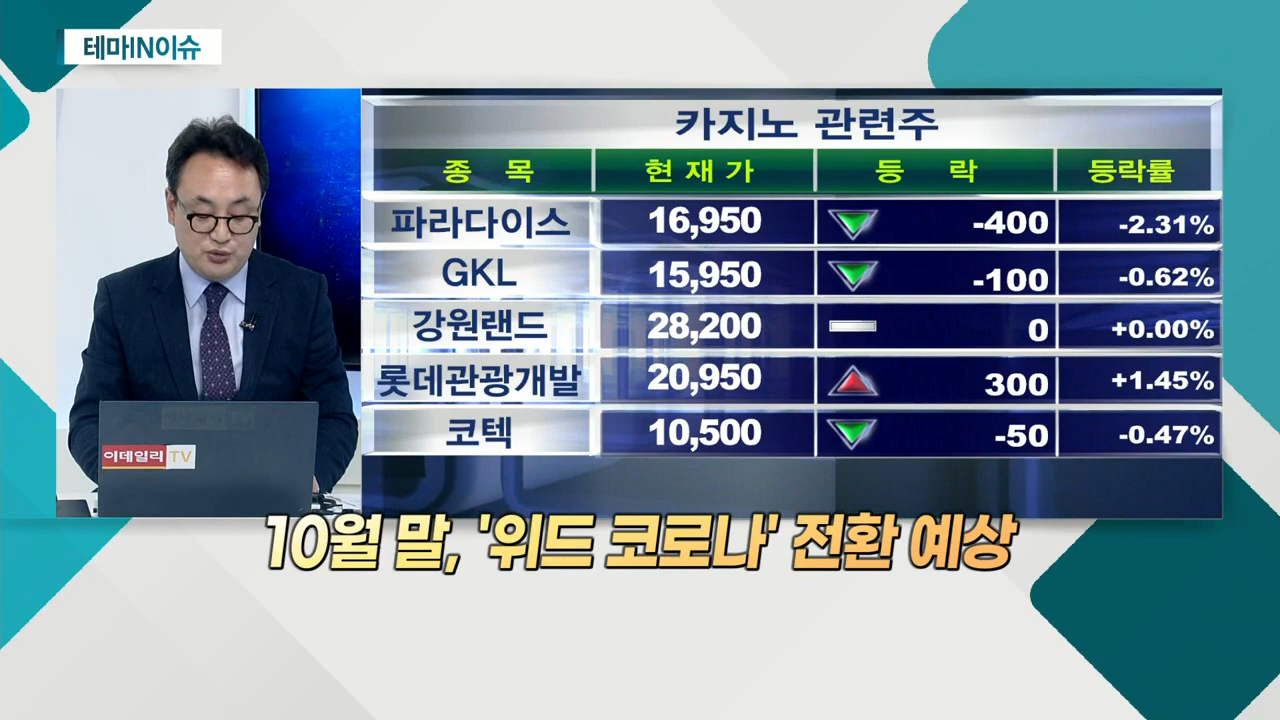 테마IN이슈
카지노 관련주
종 목 현 재 가 등 락 등락률
파라다이스 16,950 -400 -2.31%
GKL 15,950 -100 -0.62%
강원랜드 28,200 0 +0.00%
롯데관광개발 20,950 300 +1.45%
코텍 10,500 -50 -0.47%
이데일리TV
10월 말, '위드 코로나' 전환 예상